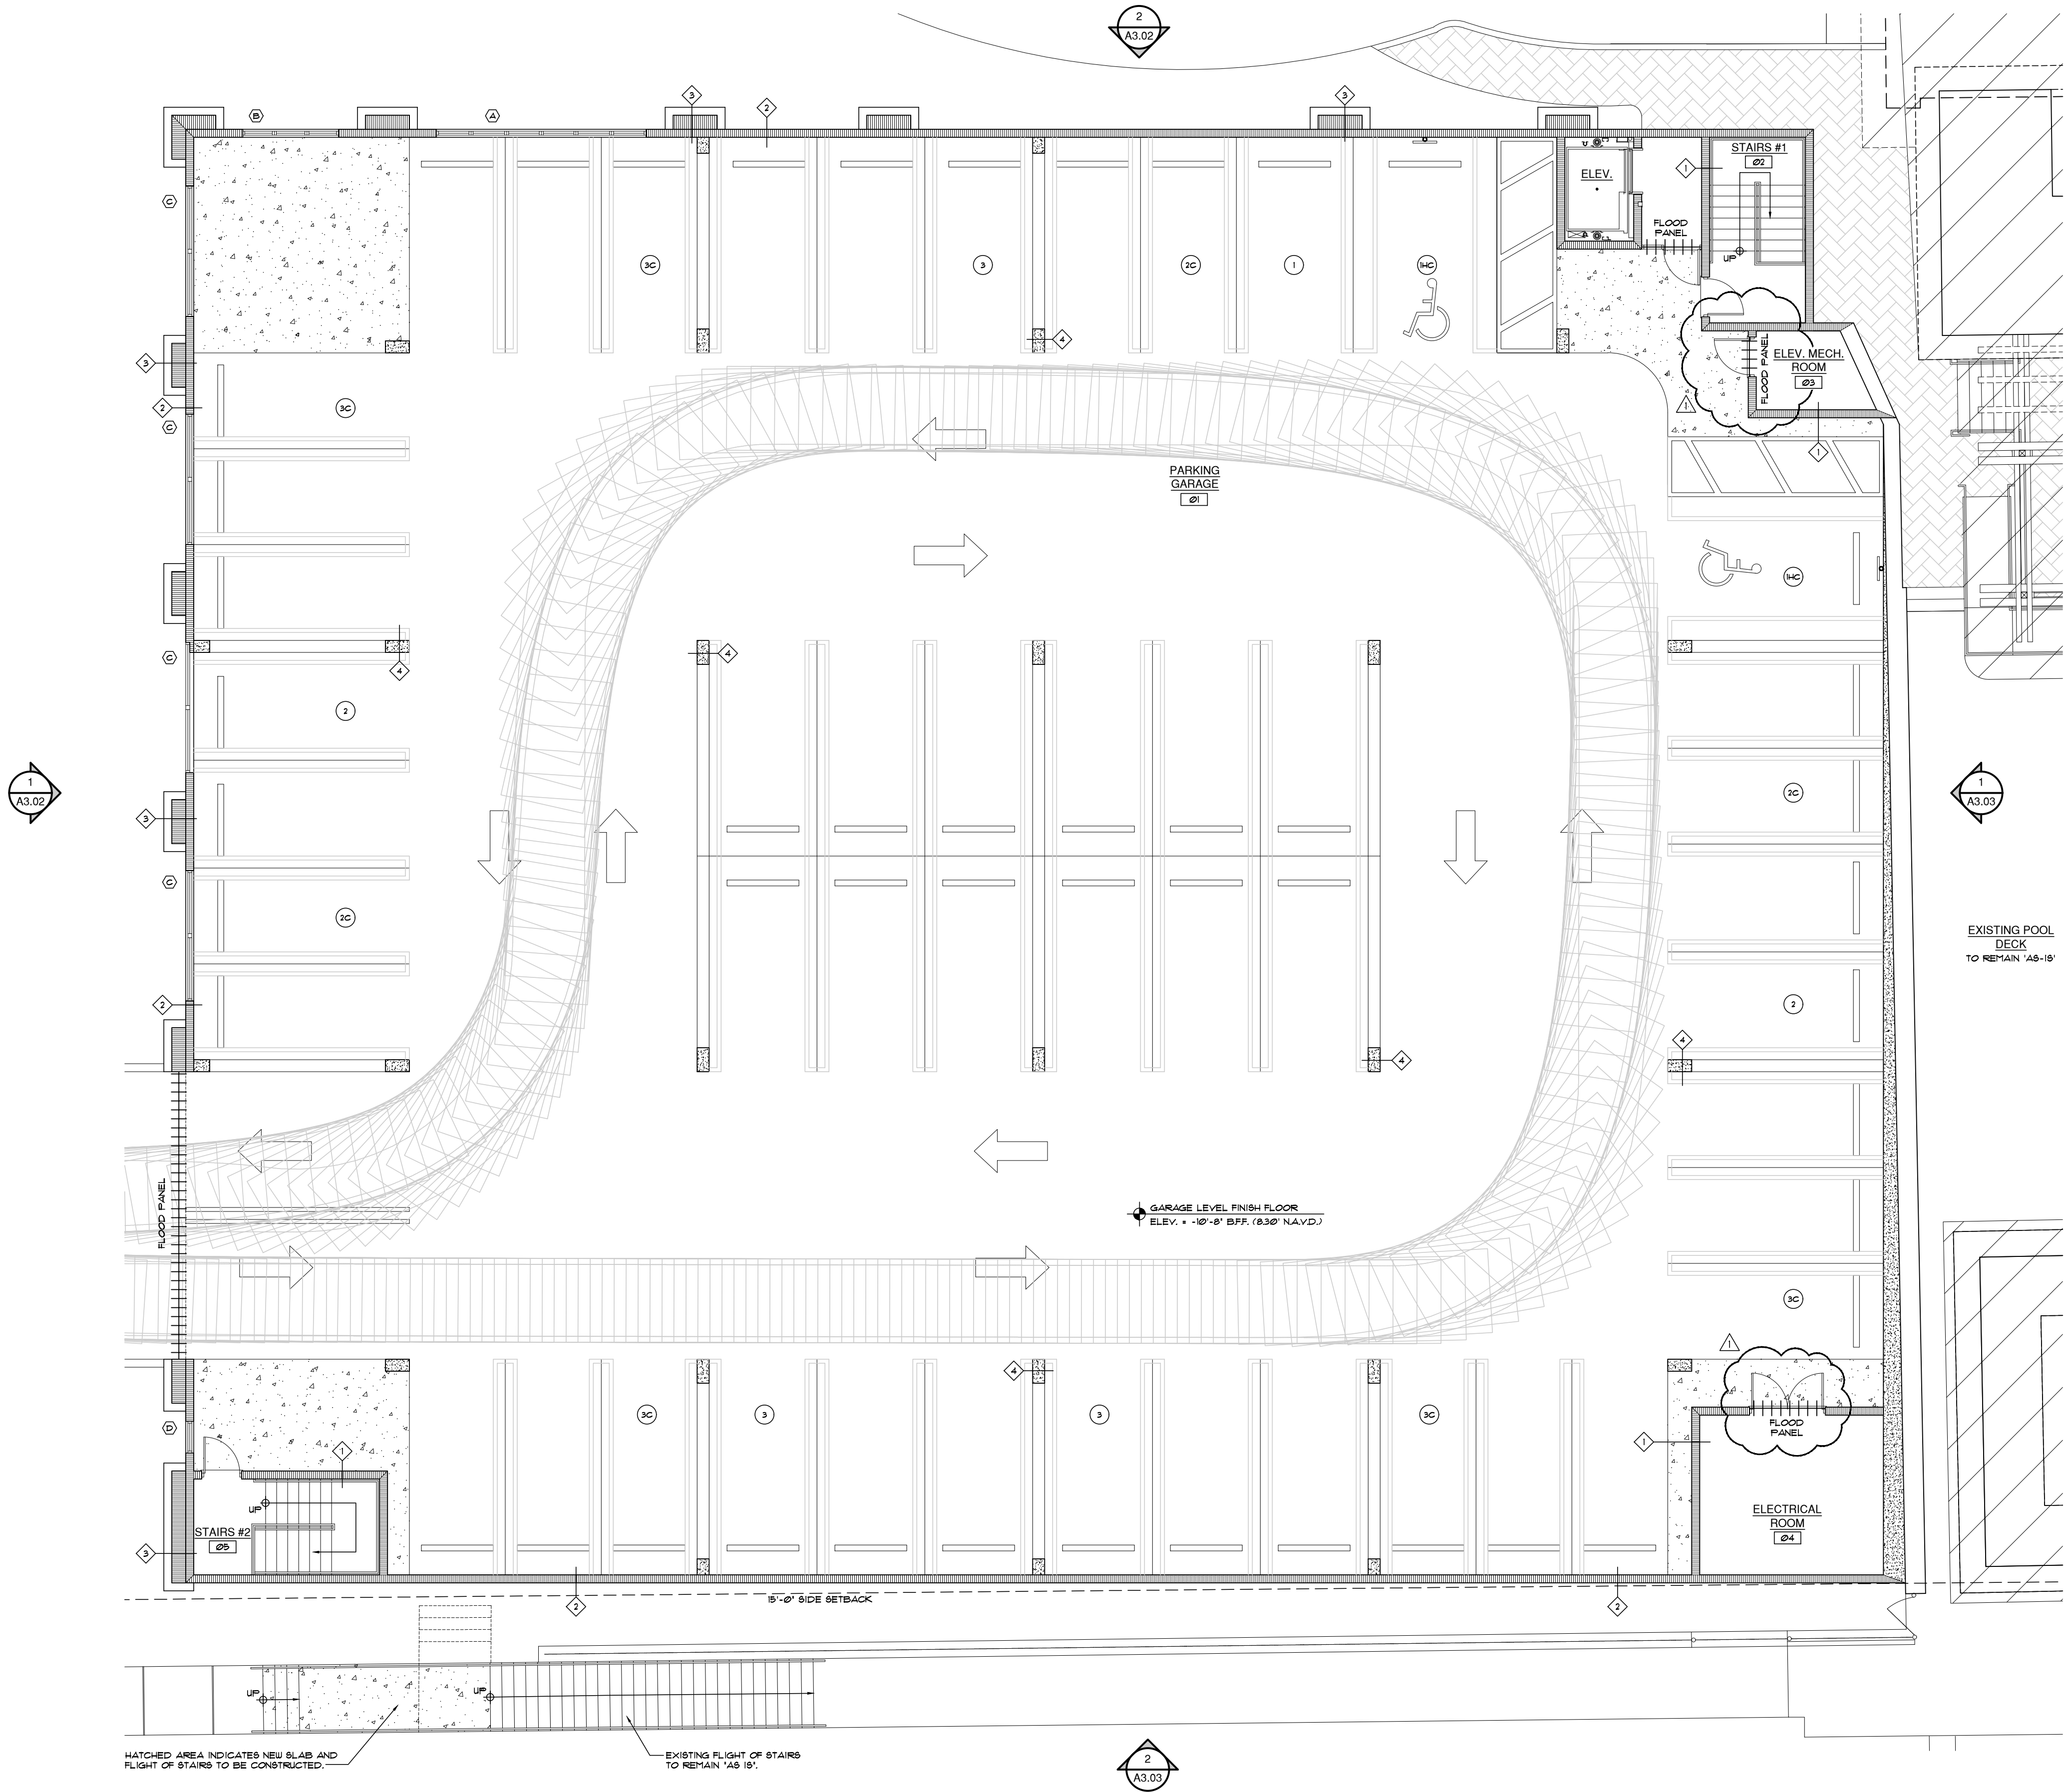 2
A3.02
B
A
3
2
3
C
ELEV.
1
STAIRS #1
02
FLOOD
PANEL
UP
3C
3
2C
1
1HC
4
3
2
C
3C
FLOOD PANEL
ELEV. MECH.
ROOM
03
1
1
PARKING
GARAGE
01
1HC
C
4
4
2
1
A3.02
3
2C
1
A3.03
C
2C
EXISTING POOL
DECK
TO REMAIN 'AS-IS'
2
2
4
4
FLOOD PANEL
GARAGE LEVEL FINISH FLOOR
ELEV. = -10'-8" B.F.F. (8.30' N.A.V.D.)
3C
1
4
D
3C
3
3
3C
FLOOD
PANEL
1
1
UP
STAIRS #2
05
3
ELECTRICAL
ROOM
04
2
2
15'-0" SIDE SETBACK
UP
UP
HATCHED AREA INDICATES NEW SLAB AND
FLIGHT OF STAIRS TO BE CONSTRUCTED.
EXISTING FLIGHT OF STAIRS
TO REMAIN "AS IS".
2
A3.03